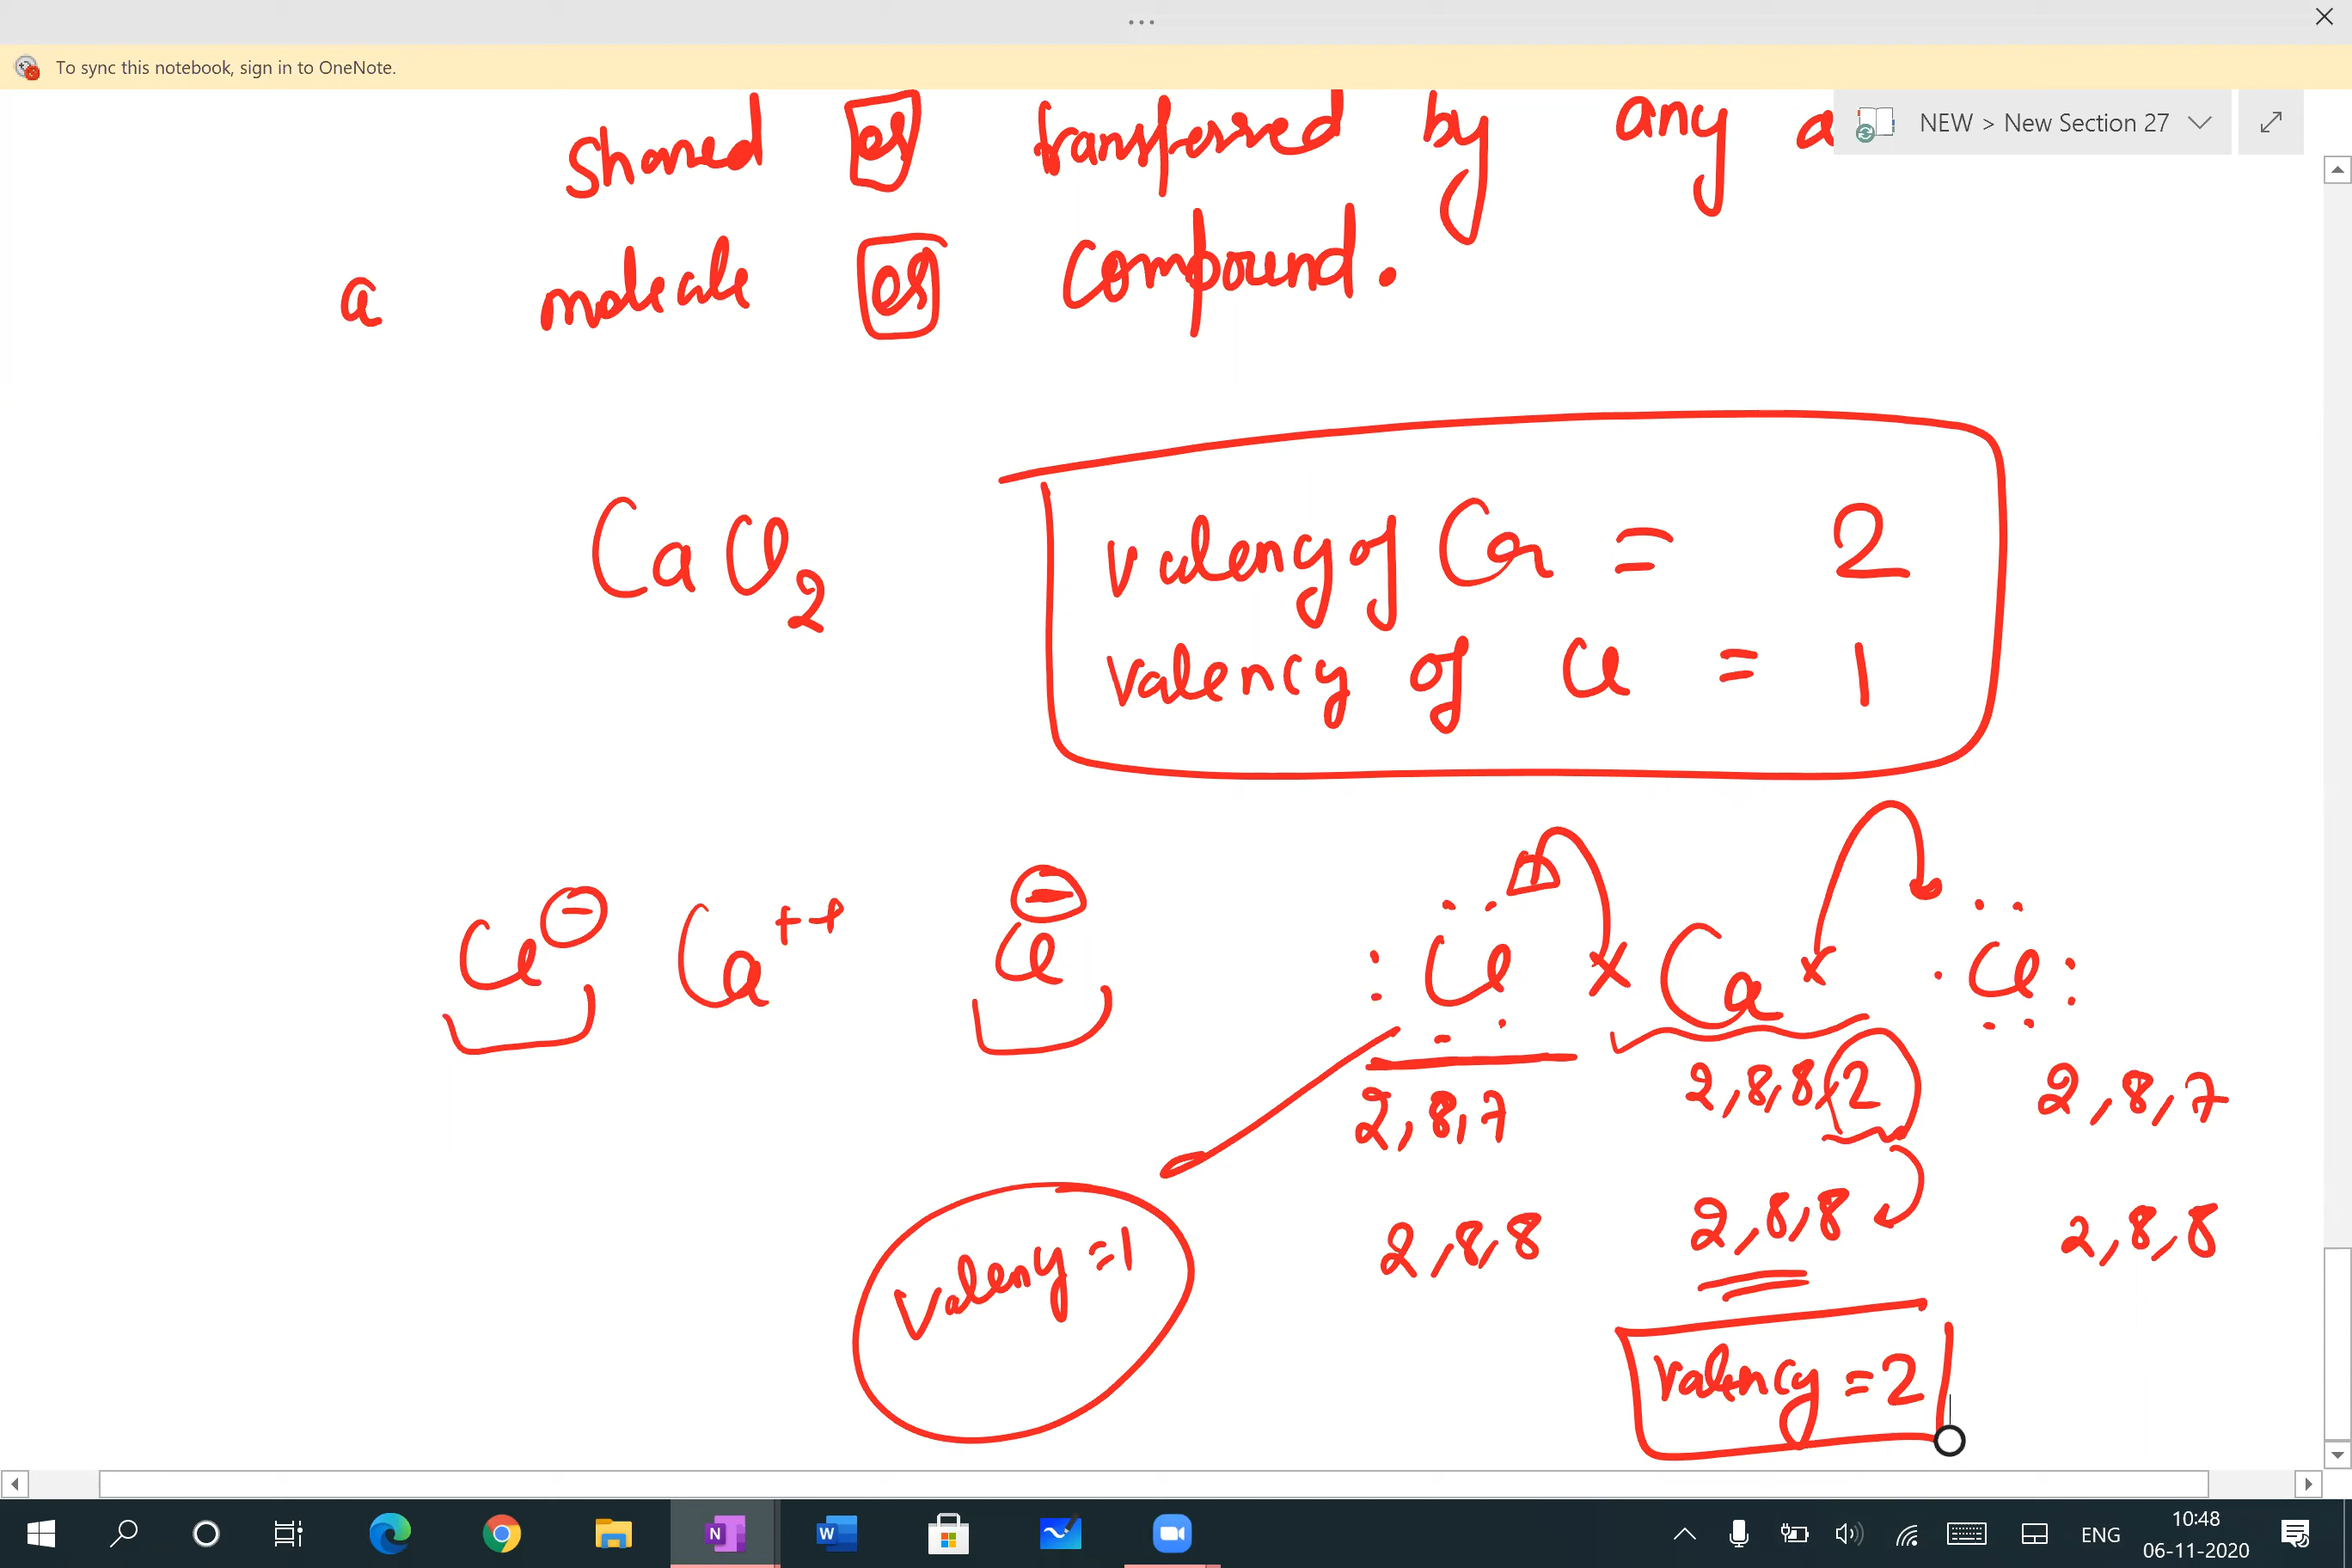 To sync this notebook, sign in to OneNote.
NEW > New Section 27
shared or transferred by any a
a molecule or compound.
CaCl2
valency of Ca = 2
valency of Cl = 1
Cl⊖ Ca++ Cl⊖
Cl × Ca × Cl
2,8,7 2,8,8,2 2,8,7
2,8,8 2,8,8 2,8,8
valency=1
valency=2
N
W
ENG
10:48
06-11-2020